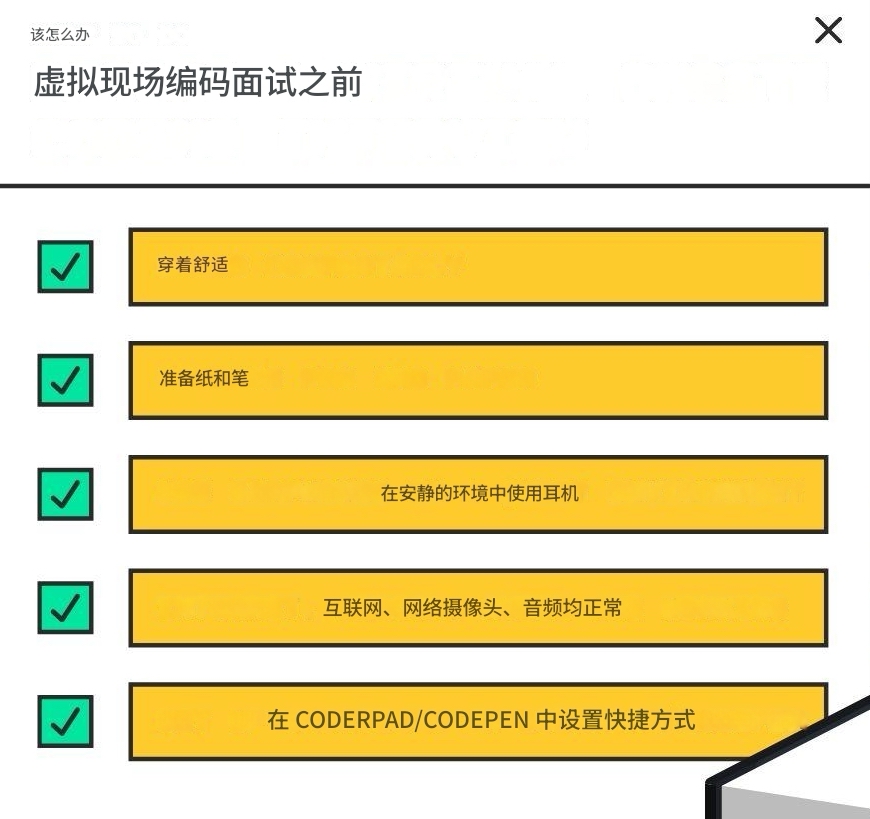 该怎么办
虚拟现场编码面试之前
穿着舒适
准备纸和笔
在安静的环境中使用耳机
互联网、网络摄像头、音频均正常
在 CODERPAD/CODEPEN 中设置快捷方式